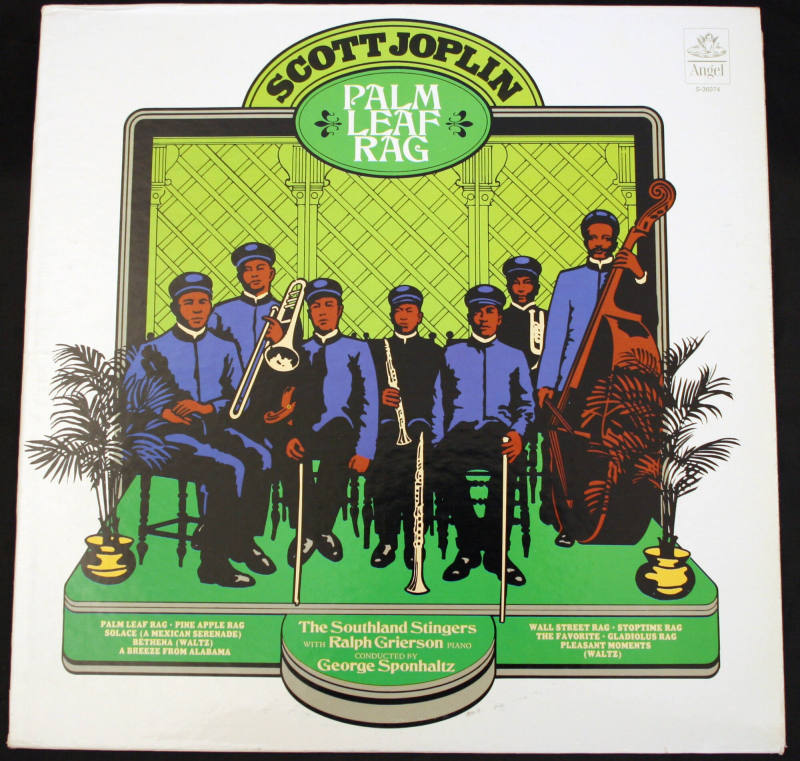 SCOTT JOPLIN
PALM
LEAF
RAG
Angel
S-36074
PALM LEAF RAG · PINE APPLE RAG
SOLACE (A MEXICAN SERENADE)
BETHENA (WALTZ)
A BREEZE FROM ALABAMA
The Southland Stingers
WITH Ralph Grierson PIANO
CONDUCTED BY
George Sponhaltz
WALL STREET RAG · STOPTIME RAG
THE FAVORITE · GLADIOLUS RAG
PLEASANT MOMENTS
(WALTZ)